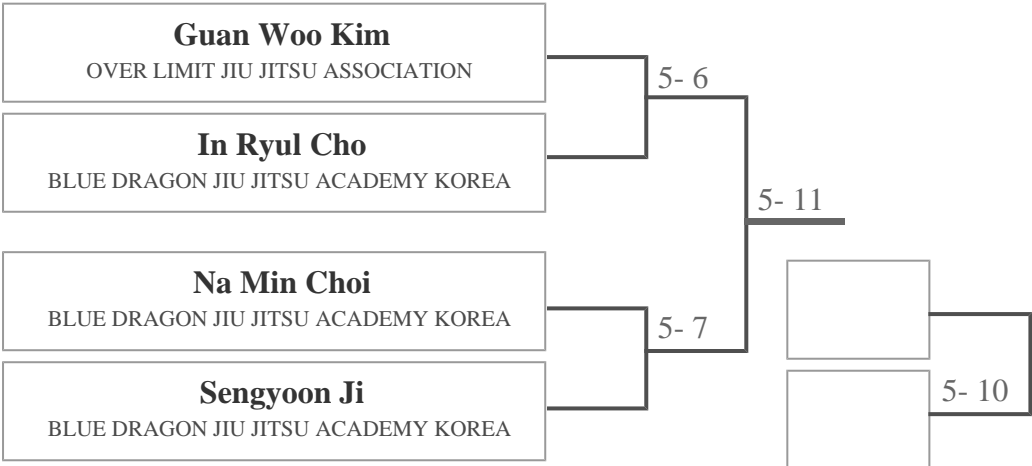 Guan Woo Kim
OVER LIMIT JIU JITSU ASSOCIATION
5- 6
In Ryul Cho
BLUE DRAGON JIU JITSU ACADEMY KOREA
5- 11
Na Min Choi
BLUE DRAGON JIU JITSU ACADEMY KOREA
5- 7
Sengyoon Ji
BLUE DRAGON JIU JITSU ACADEMY KOREA
5- 10